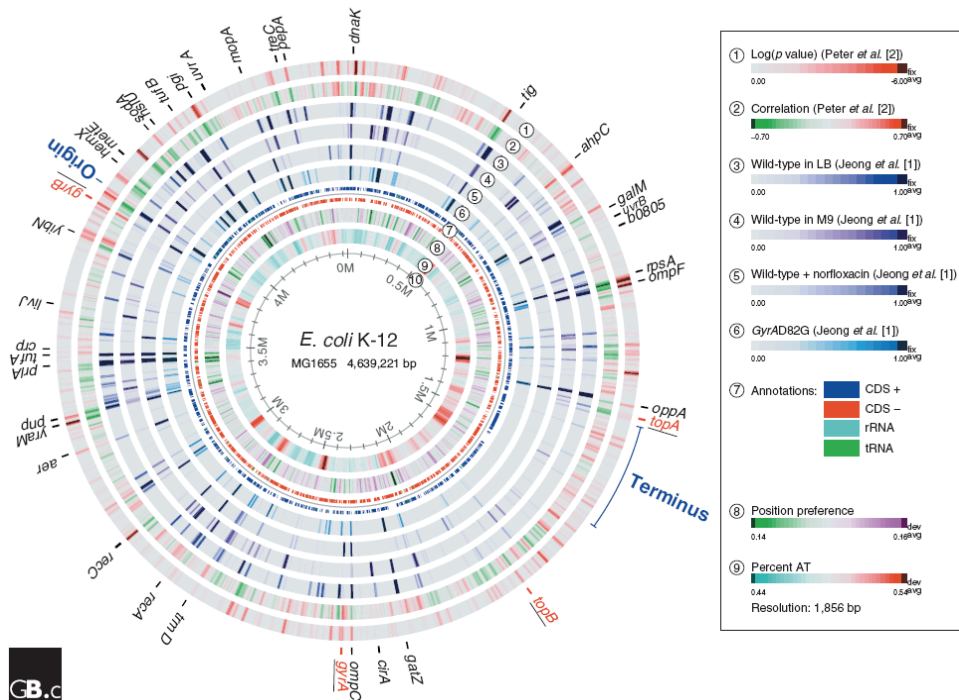 dnaK
tig
ahpC
galM
uvrB
b0805
rpsA
ompF
oppA
topA
Terminus
topB
gatZ
cirA
ompC
gyrA
trmD
recA
recC
aer
yraM
pnp
priA
tufA
crp
livJ
yibN
gyrB
Origin
metE
hemX
hslU
sodA
tufB
pgi
uvrA
mopA
pepA
1
2
3
4
5
6
7
8
9
10
0M
0.5M
1M
1.5M
2M
2.5M
3M
3.5M
4M
E. coli K-12
MG1655 4,639,221 bp
1 Log(p value) (Peter et al. [2])
0.00 -6.00 fix avg
2 Correlation (Peter et al. [2])
-0.70 0.70 fix avg
3 Wild-type in LB (Jeong et al. [1])
0.00 1.00 fix avg
4 Wild-type in M9 (Jeong et al. [1])
0.00 1.00 fix avg
5 Wild-type + norfloxacin (Jeong et al. [1])
0.00 1.00 fix avg
6 GyrAD82G (Jeong et al. [1])
0.00 1.00 fix avg
7 Annotations:
CDS +
CDS –
rRNA
tRNA
8 Position preference
0.14 0.16 dev avg
9 Percent AT
0.44 0.54 dev avg
Resolution: 1,856 bp
GB.c